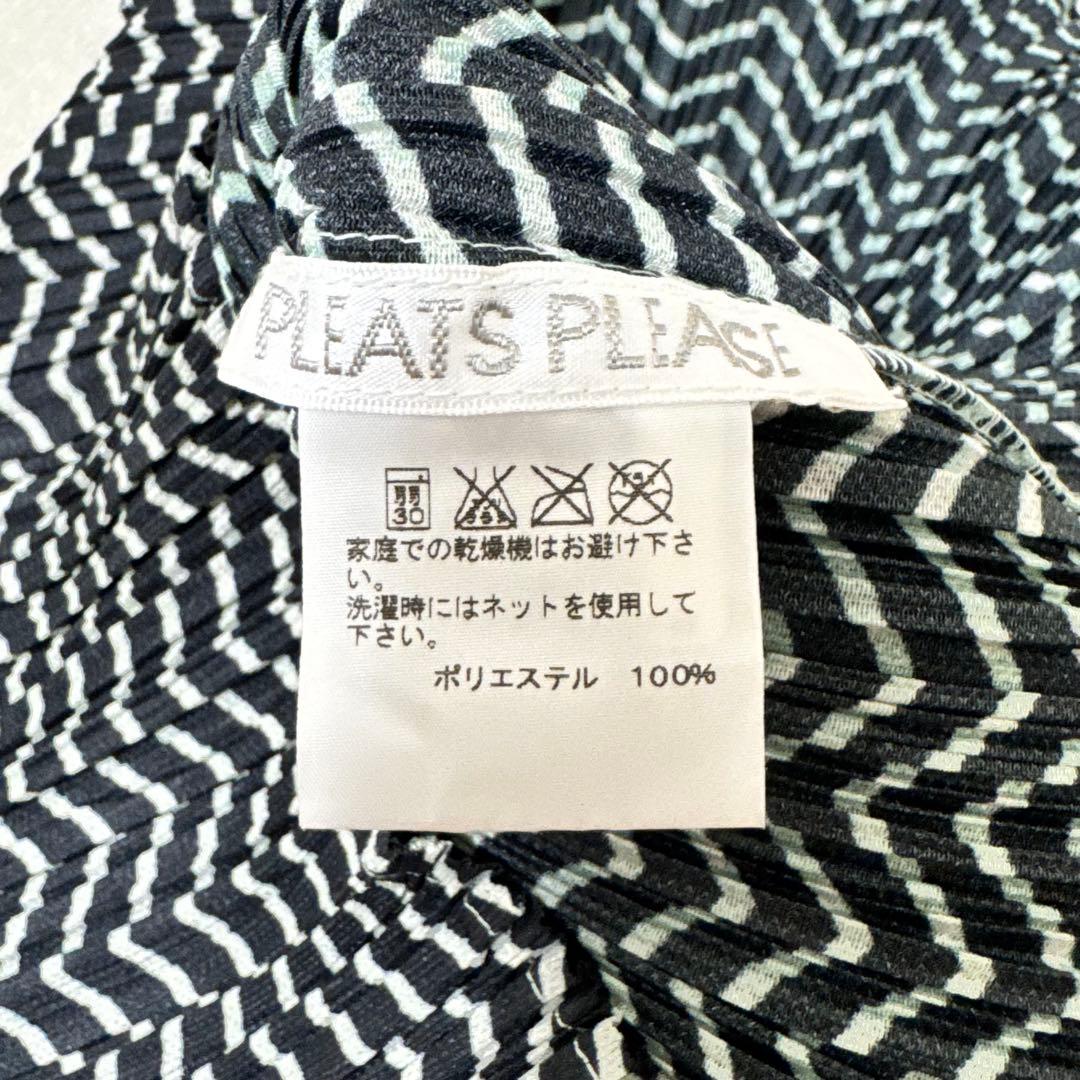 PLEATS PLEASE
30
家庭での乾燥機はお避け下さ
い。
洗濯時にはネットを使用して
下さい。
ポリエステル 100%